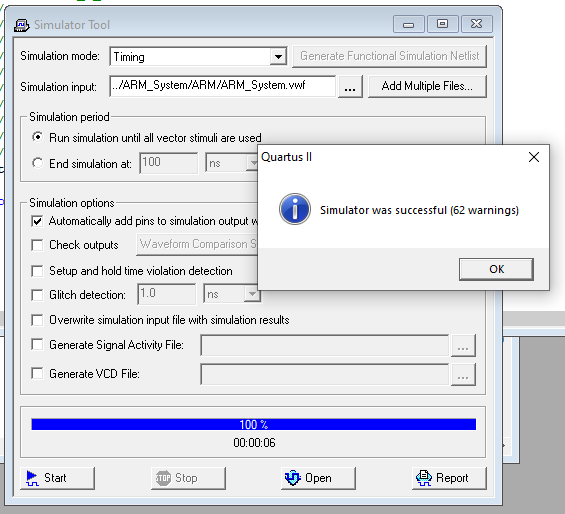 Simulator Tool
Simulation mode: Timing Generate Functional Simulation Netlist
Simulation input: ../ARM_System/ARM/ARM_System.vwf ... Add Multiple Files...
Simulation period
Run simulation until all vector stimuli are used
End simulation at: 100 ns
Quartus II
Simulator was successful (62 warnings)
OK
Simulation options
Automatically add pins to simulation output w
Check outputs Waveform Comparison S
Setup and hold time violation detection
Glitch detection: 1.0 ns
Overwrite simulation input file with simulation results
Generate Signal Activity File: ...
Generate VCD File: ...
100 %
00:00:06
Start STOP Stop Open Report